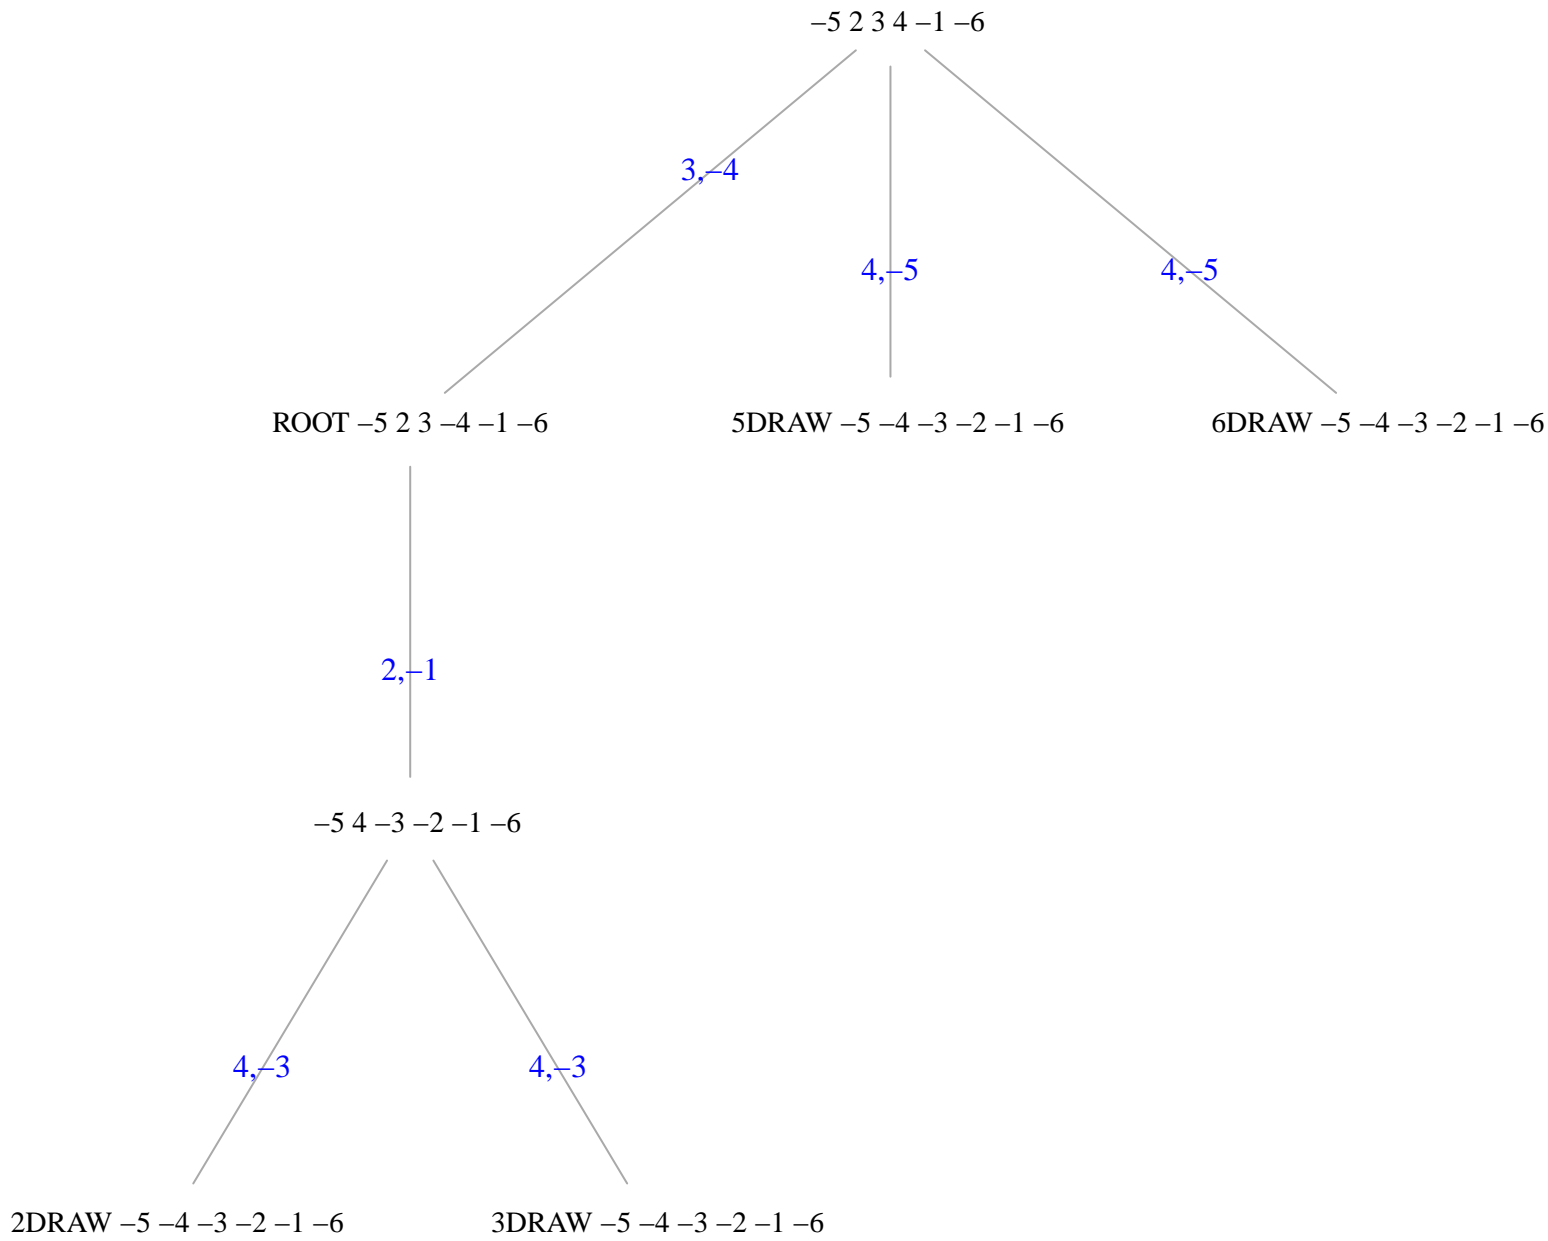 –5 2 3 4 –1 –6
3,–4
4,–5
4,–5
ROOT –5 2 3 –4 –1 –6
5DRAW –5 –4 –3 –2 –1 –6
6DRAW –5 –4 –3 –2 –1 –6
2,–1
–5 4 –3 –2 –1 –6
4,–3
4,–3
2DRAW –5 –4 –3 –2 –1 –6
3DRAW –5 –4 –3 –2 –1 –6